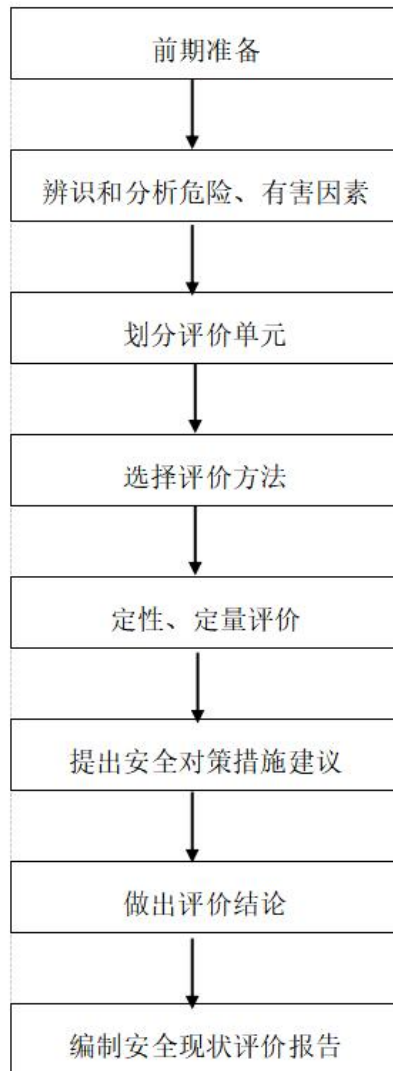 前期准备
辨识和分析危险、有害因素
划分评价单元
选择评价方法
定性、定量评价
提出安全对策措施建议
做出评价结论
编制安全现状评价报告